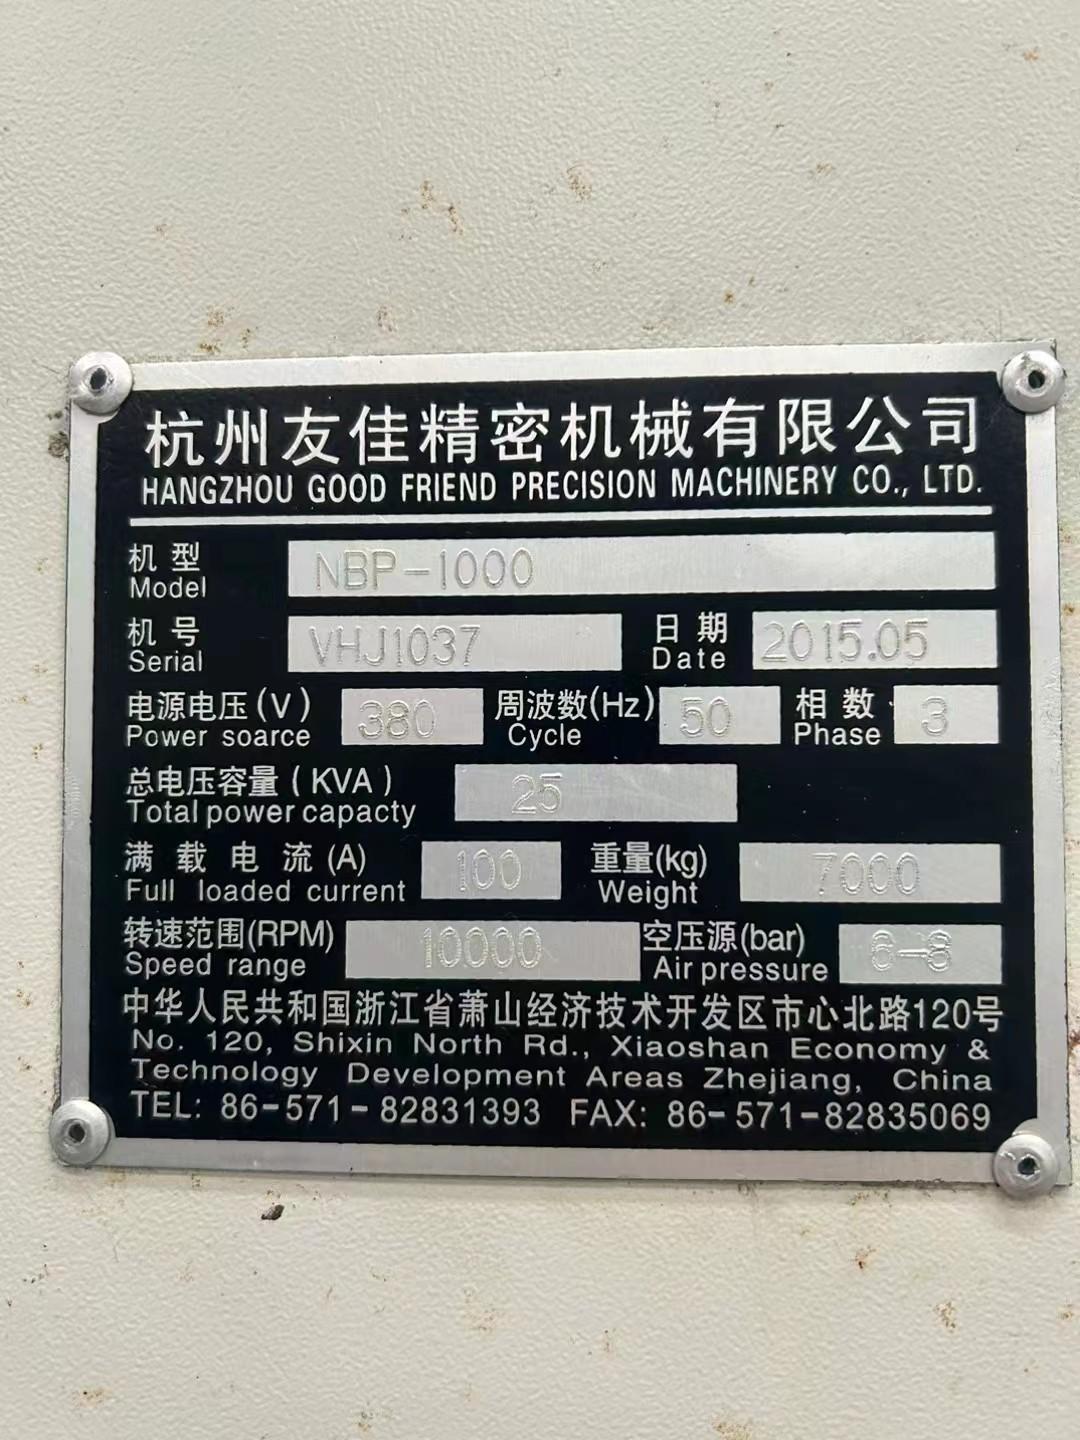 杭州友佳精密机械有限公司
HANGZHOU GOOD FRIEND PRECISION MACHINERY CO., LTD.
机型 NBP-1000
Model
机号 VHJ1037 日期 2015.05
Serial Date
电源电压(V) 380 周波数(Hz) 50 相数 3
Power soarce Cycle Phase
总电压容量(KVA) 25
Total power capacty
满载电流(A) 100 重量(kg) 7000
Full loaded current Weight
转速范围(RPM) 10000 空压源(bar) 6-8
Speed range Air pressure
中华人民共和国浙江省萧山经济技术开发区市心北路120号
No. 120, Shixin North Rd., Xiaoshan Economy &
Technology Development Areas Zhejiang, China
TEL: 86-571-82831393 FAX: 86-571-82835069